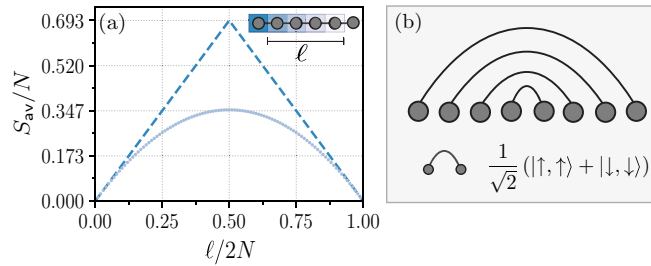 (a)
0.693
0.520
0.347
0.173
0.000
S_av/N
ℓ
0.00 0.25 0.50 0.75 1.00
ℓ/2N
(b)
1/√2 (|↑,↑⟩ + |↓,↓⟩)